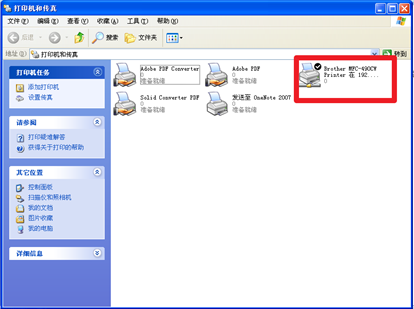 打印机和传真
文件(F) 编辑(E) 查看(V) 收藏(A) 工具(T) 帮助(H)
后退 搜索 文件夹
地址(D) 打印机和传真 转到
打印机任务
添加打印机
设置传真
请参阅
打印疑难解答
获得关于打印的帮助
其它位置
控制面板
扫描仪和照相机
我的文档
图片收藏
我的电脑
详细信息
Adobe PDF Converter
0
准备就绪
Adobe PDF
0
准备就绪
Brother MFC-490CW
Printer 在 192....
0
Solid Converter PDF
0
准备就绪
发送至 OneNote 2007
0
准备就绪